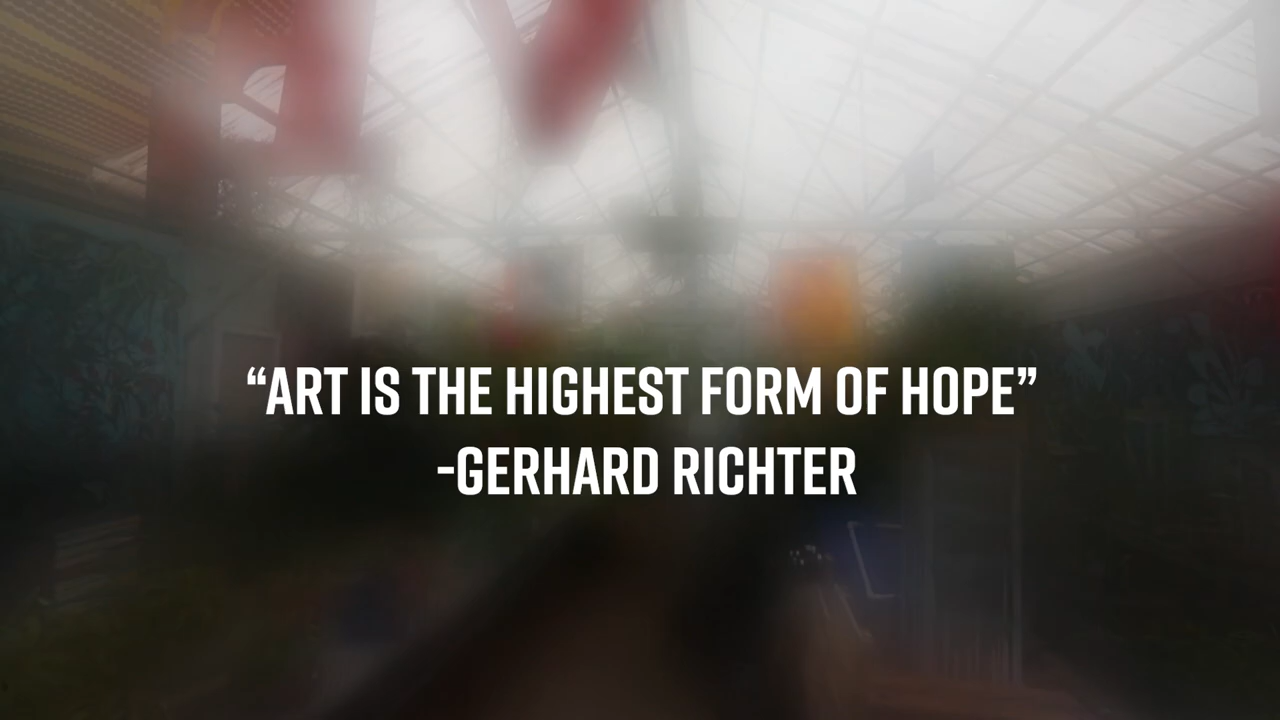 “ART IS THE HIGHEST FORM OF HOPE”
-GERHARD RICHTER